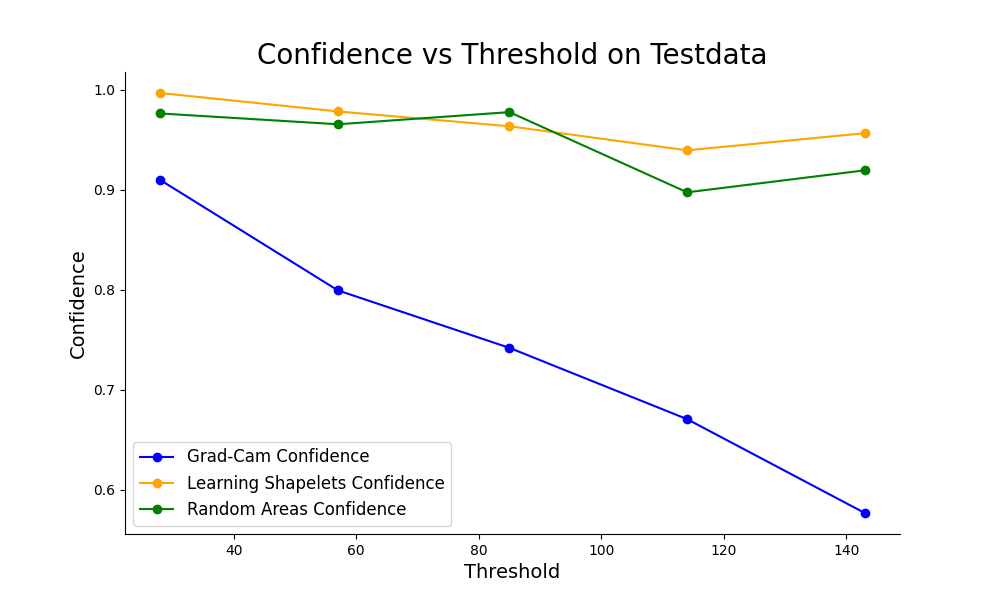 Confidence vs Threshold on Testdata
1.0
0.9
0.8
0.7
0.6
Confidence
Grad-Cam Confidence
Learning Shapelets Confidence
Random Areas Confidence
40 60 80 100 120 140
Threshold